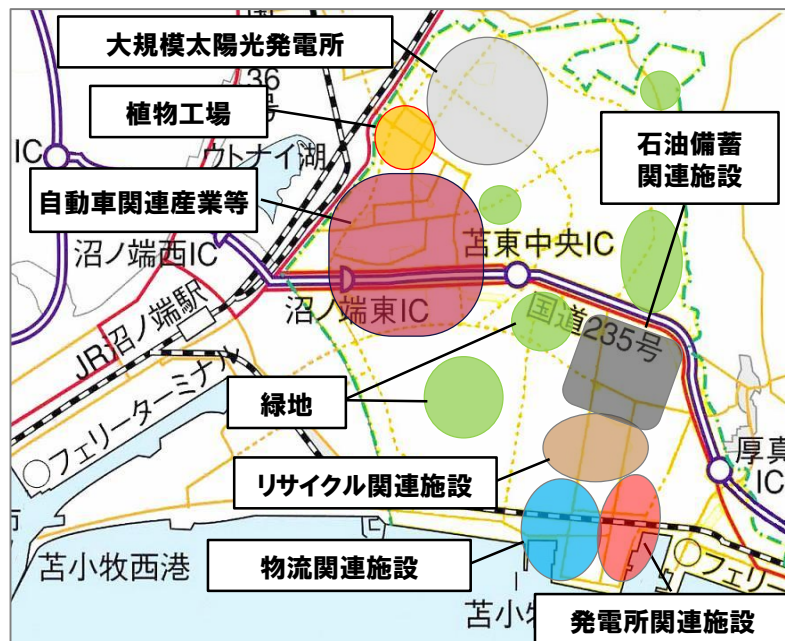 大規模太陽光発電所
36
号
植物工場
IC
ウトナイ湖
石油備蓄
関連施設
自動車関連産業等
沼ノ端西IC
苫東中央IC
沼ノ端東IC
国道235号
JR沼ノ端駅
緑地
フェリーターミナル
リサイクル関連施設
厚真
IC
苫小牧西港
物流関連施設
フェリー
発電所関連施設